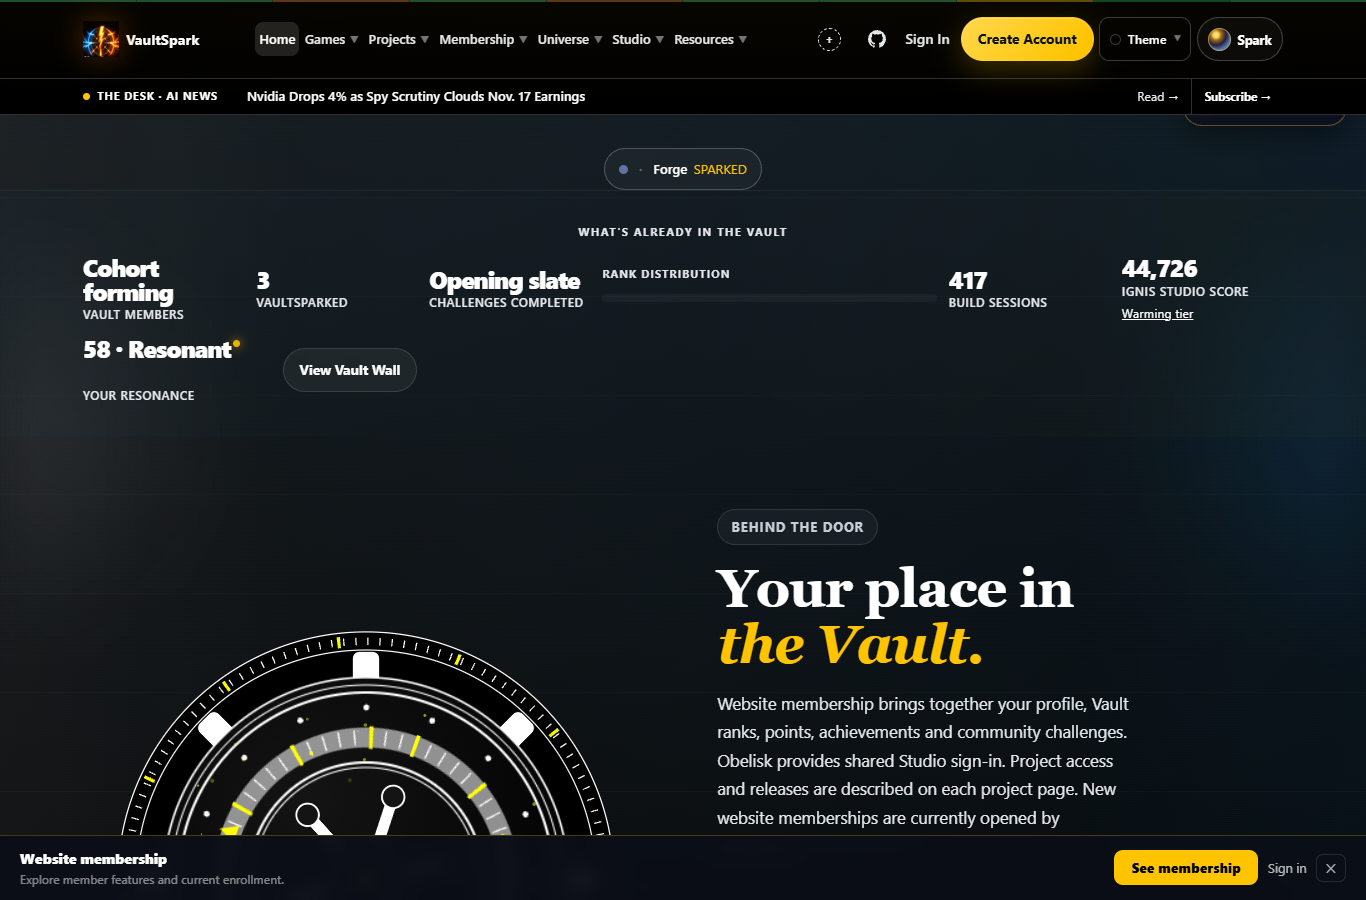 VaultSpark
Home Games Projects Membership Universe Studio Resources
Sign In
Create Account
Theme
Spark
THE DESK · AI NEWS
Nvidia Drops 4% as Spy Scrutiny Clouds Nov. 17 Earnings
Read →
Subscribe →
· Forge SPARKED
WHAT'S ALREADY IN THE VAULT
Cohort forming
VAULT MEMBERS
3
VAULTSPARKED
Opening slate
CHALLENGES COMPLETED
RANK DISTRIBUTION
417
BUILD SESSIONS
44,726
IGNIS STUDIO SCORE
Warming tier
58 · Resonant
YOUR RESONANCE
View Vault Wall
BEHIND THE DOOR
Your place in
the Vault.
Website membership brings together your profile, Vault
ranks, points, achievements and community challenges.
Obelisk provides shared Studio sign-in. Project access
and releases are described on each project page. New
website memberships are currently opened by
Website membership
Explore member features and current enrollment.
See membership
Sign in